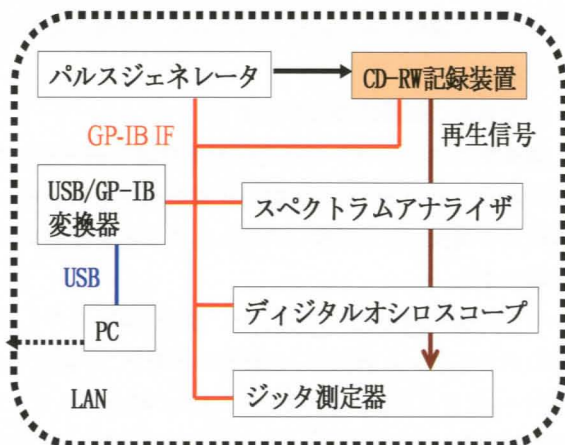 パルスジェネレータ
CD-RW記録装置
GP-IB IF
再生信号
USB/GP-IB
変換器
スペクトラムアナライザ
USB
ディジタルオシロスコープ
PC
LAN
ジッタ測定器